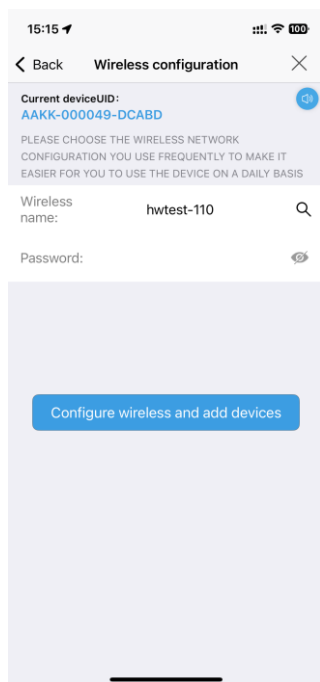 15:15
100
Back Wireless configuration
Current deviceUID:
AAKK-000049-DCABD
PLEASE CHOOSE THE WIRELESS NETWORK
CONFIGURATION YOU USE FREQUENTLY TO MAKE IT
EASIER FOR YOU TO USE THE DEVICE ON A DAILY BASIS
Wireless
name:
hwtest-110
Password:
Configure wireless and add devices